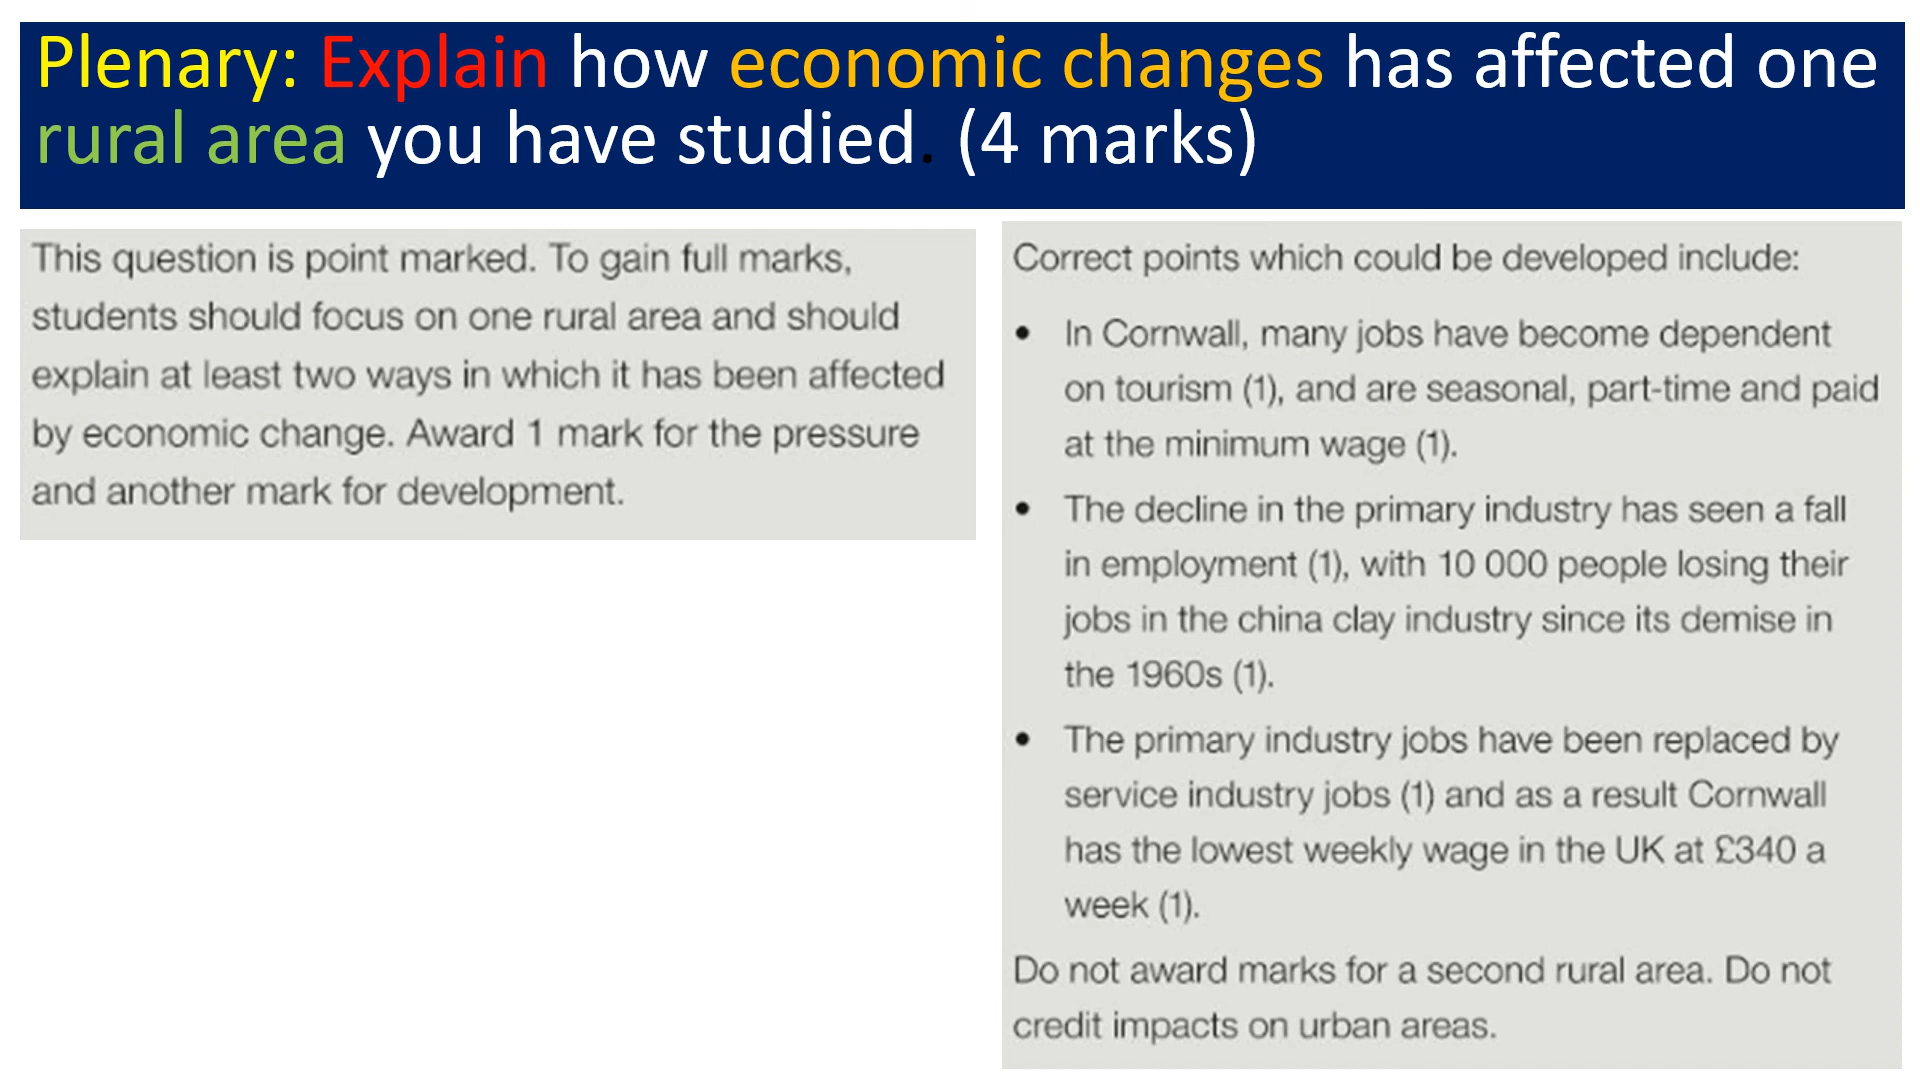 Plenary: Explain how economic changes has affected one
rural area you have studied. (4 marks)
This question is point marked. To gain full marks,
students should focus on one rural area and should
explain at least two ways in which it has been affected
by economic change. Award 1 mark for the pressure
and another mark for development.
Correct points which could be developed include:
• In Cornwall, many jobs have become dependent
on tourism (1), and are seasonal, part-time and paid
at the minimum wage (1).
• The decline in the primary industry has seen a fall
in employment (1), with 10 000 people losing their
jobs in the china clay industry since its demise in
the 1960s (1).
• The primary industry jobs have been replaced by
service industry jobs (1) and as a result Cornwall
has the lowest weekly wage in the UK at £340 a
week (1).
Do not award marks for a second rural area. Do not
credit impacts on urban areas.